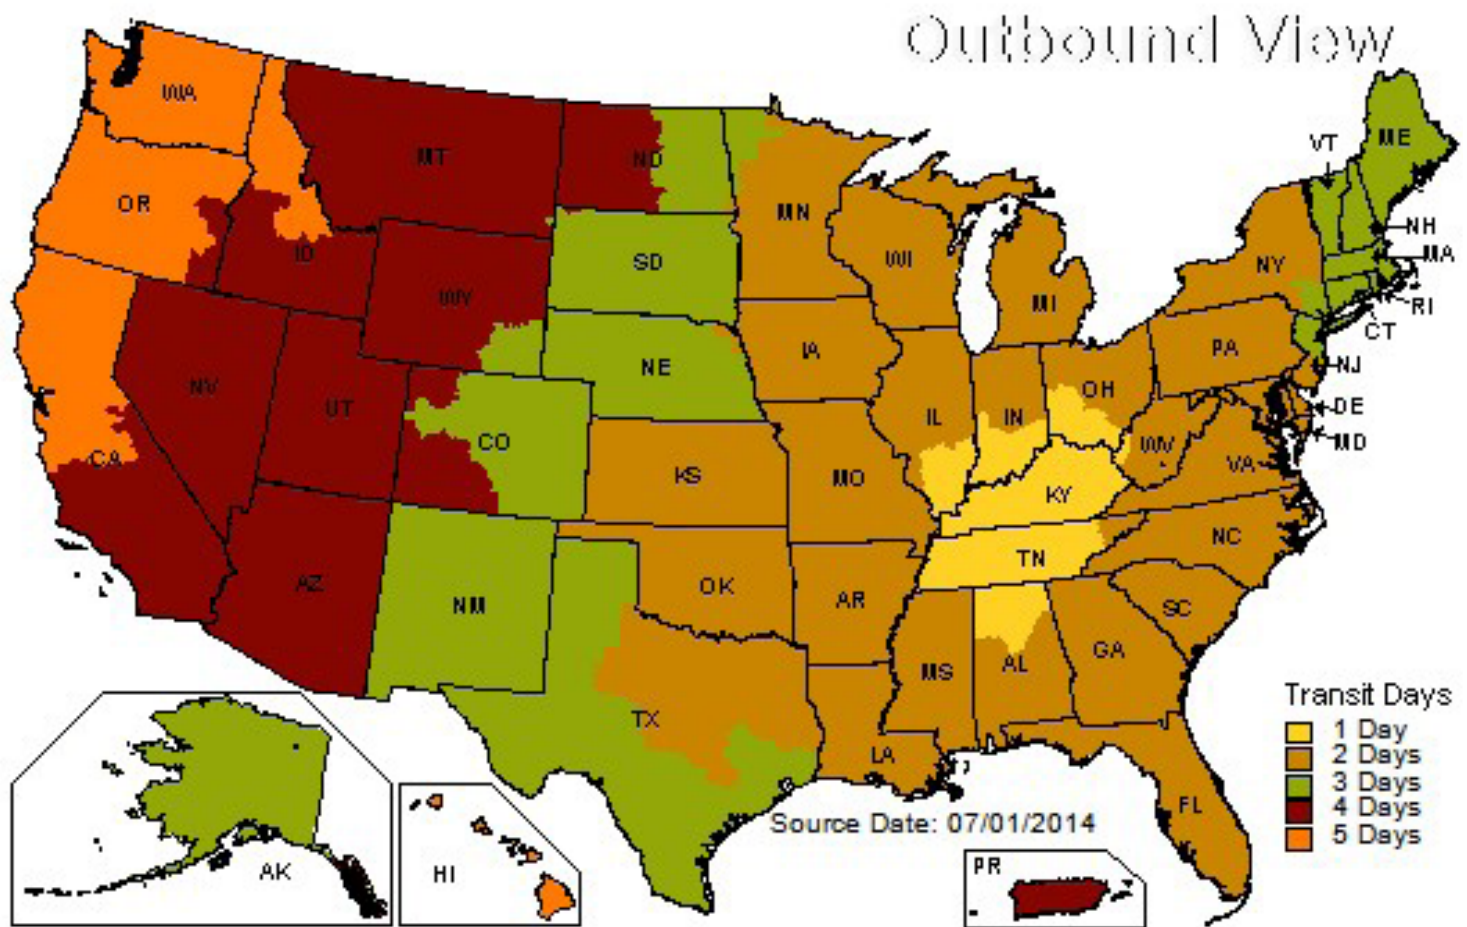 Outbound View
WA
MT
ND
VT
ME
OR
MN
NH
ID
SD
WI
NY
MA
WY
MI
RI
CT
IA
PA
NE
NJ
NV
UT
OH
DE
IL
IN
CO
MD
CA
WV
KS
MO
VA
KY
NC
TN
AZ
OK
AR
NM
SC
GA
MS
AL
TX
LA
FL
Transit Days
1 Day
2 Days
3 Days
4 Days
5 Days
Source Date: 07/01/2014
AK
HI
PR